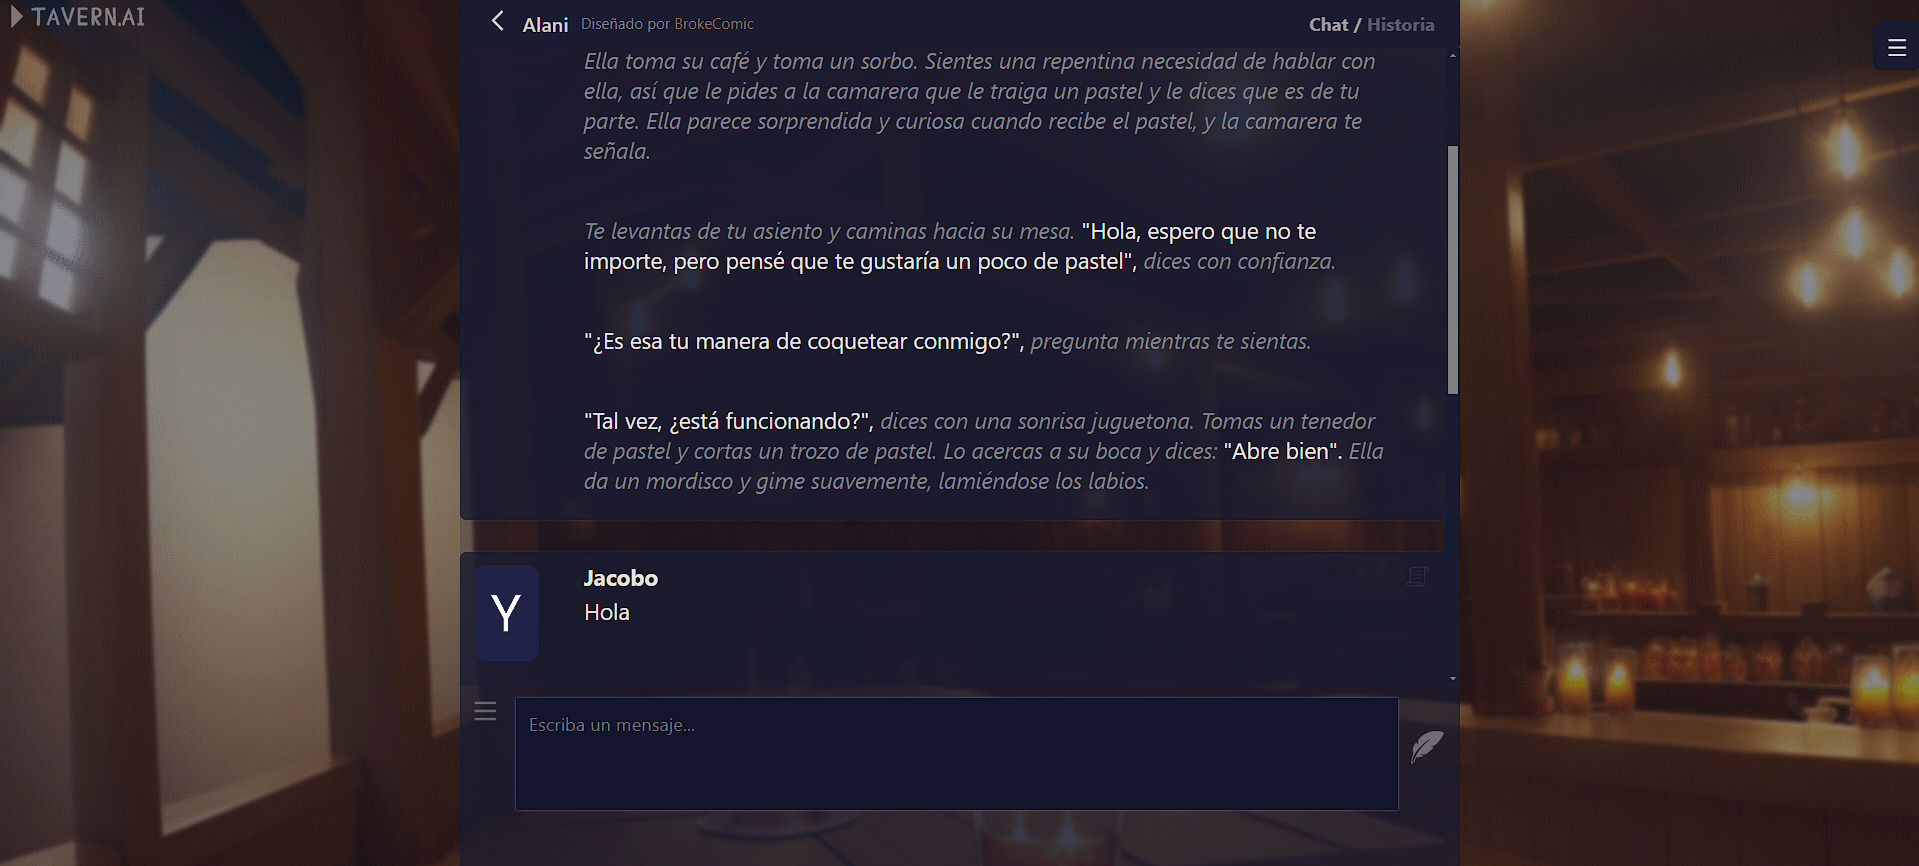 TAVERN.AI
Alani Diseñado por BrokeComic Chat / Historia
Ella toma su café y toma un sorbo. Sientes una repentina necesidad de hablar con
ella, así que le pides a la camarera que le traiga un pastel y le dices que es de tu
parte. Ella parece sorprendida y curiosa cuando recibe el pastel, y la camarera te
señala.
Te levantas de tu asiento y caminas hacia su mesa. "Hola, espero que no te
importe, pero pensé que te gustaría un poco de pastel", dices con confianza.
"¿Es esa tu manera de coquetear conmigo?", pregunta mientras te sientas.
"Tal vez, ¿está funcionando?", dices con una sonrisa juguetona. Tomas un tenedor
de pastel y cortas un trozo de pastel. Lo acercas a su boca y dices: "Abre bien". Ella
da un mordisco y gime suavemente, lamiéndose los labios.
Jacobo
Y
Hola
Escriba un mensaje...